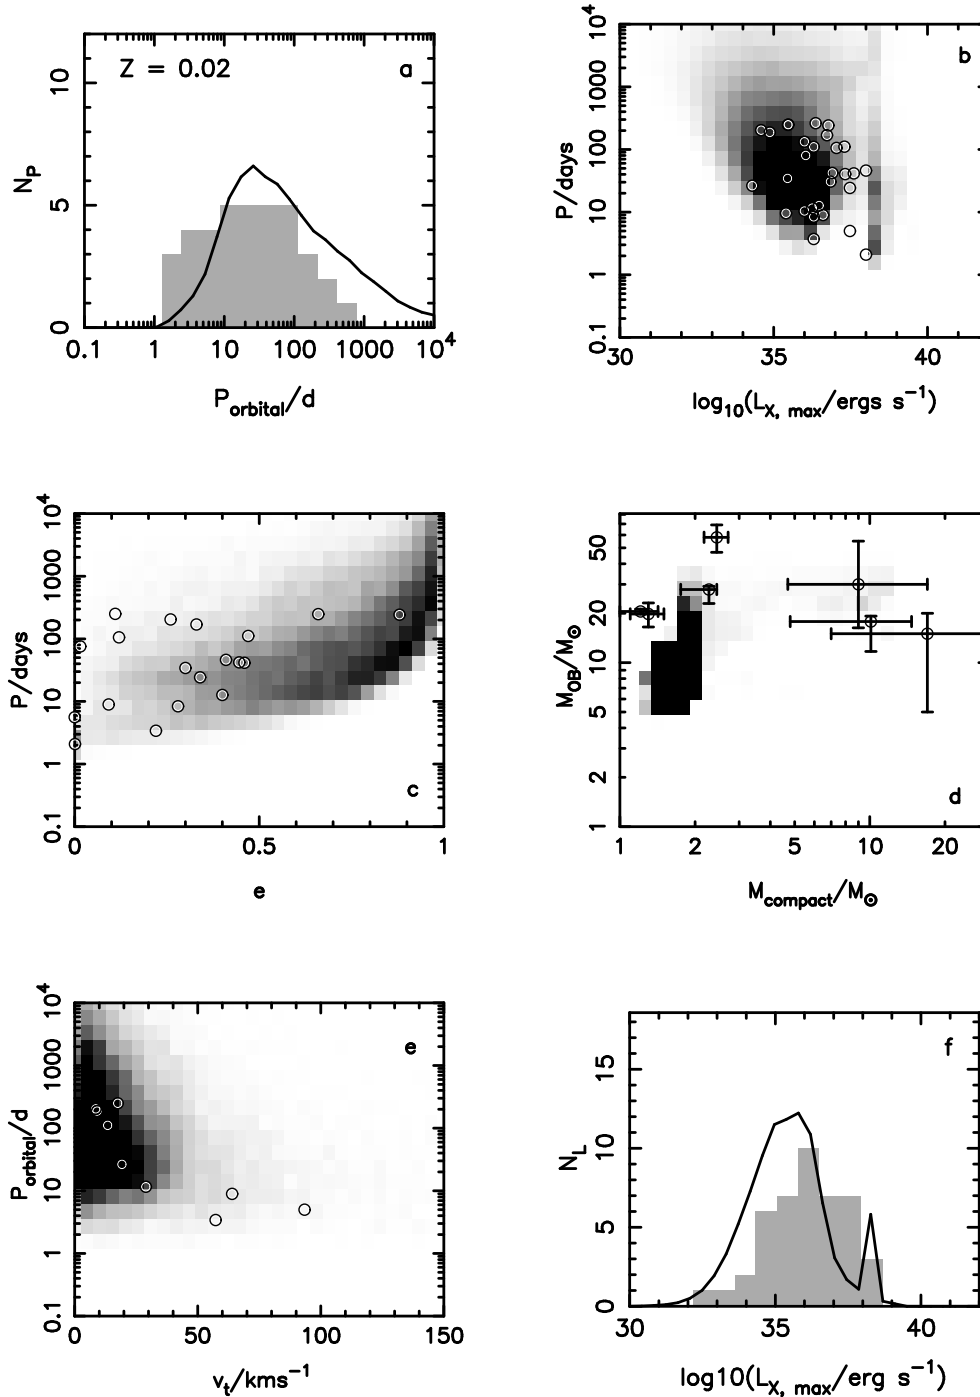 Z = 0.02
a
N_P
10
5
0
0.1 1 10 100 1000 10^4
P_orbital/d
b
P/days
10^4
1000
100
10
1
0.1
30 35 40
log_10(L_X, max/ergs s^-1)
c
P/days
10^4
1000
100
10
1
0.1
0 0.5 1
e
d
M_OB/M_⊙
50
20
10
5
2
1
1 2 5 10 20
M_compact/M_⊙
e
P_orbital/d
10^4
1000
100
10
1
0.1
0 50 100 150
v_t/kms^-1
f
N_L
15
10
5
0
30 35 40
log10(L_X, max/erg s^-1)